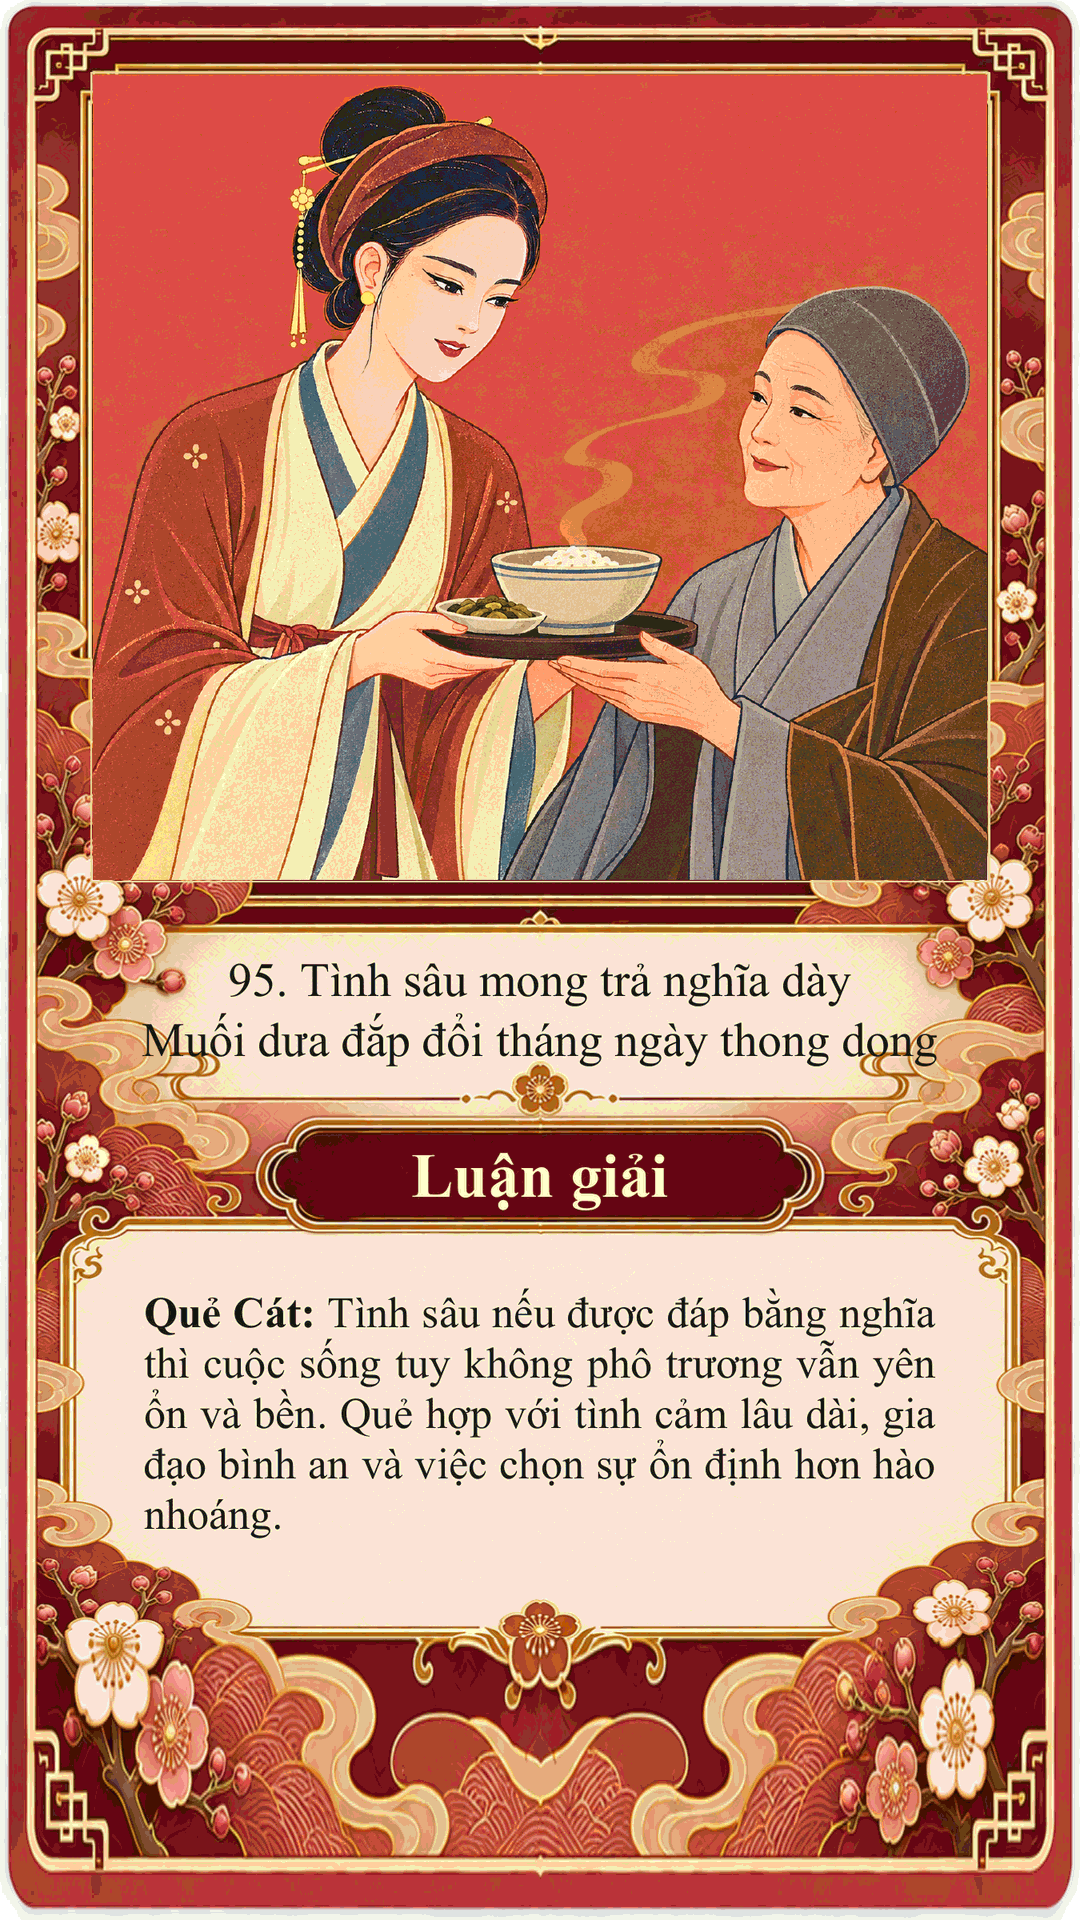 95. Tình sâu mong trả nghĩa dày
Muối dưa đắp đổi tháng ngày thong dong
Luận giải
Quẻ Cát: Tình sâu nếu được đáp bằng nghĩa
thì cuộc sống tuy không phô trương vẫn yên
ổn và bền. Quẻ hợp với tình cảm lâu dài, gia
đạo bình an và việc chọn sự ổn định hơn hào
nhoáng.